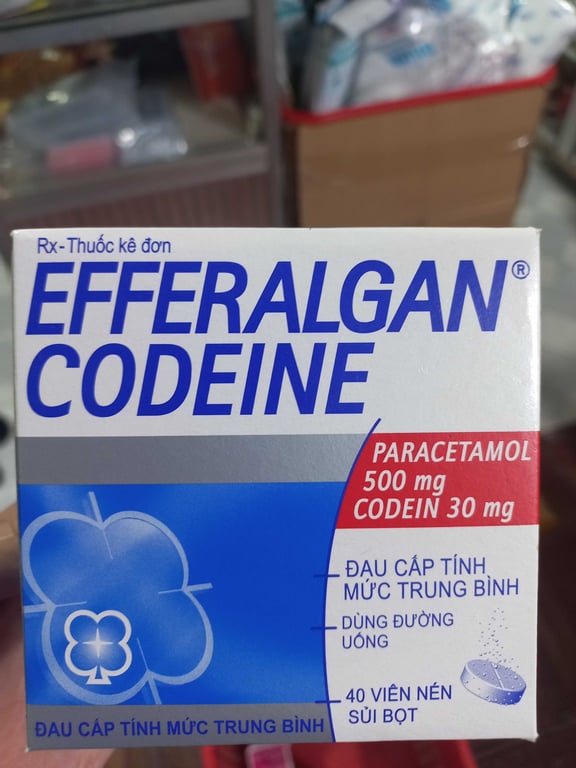 Rx-Thuốc kê đơn
EFFERALGAN®
CODEINE
PARACETAMOL
500 mg
CODEIN 30 mg
ĐAU CẤP TÍNH
MỨC TRUNG BÌNH
DÙNG ĐƯỜNG
UỐNG
40 VIÊN NÉN
SỦI BỌT
ĐAU CẤP TÍNH MỨC TRUNG BÌNH